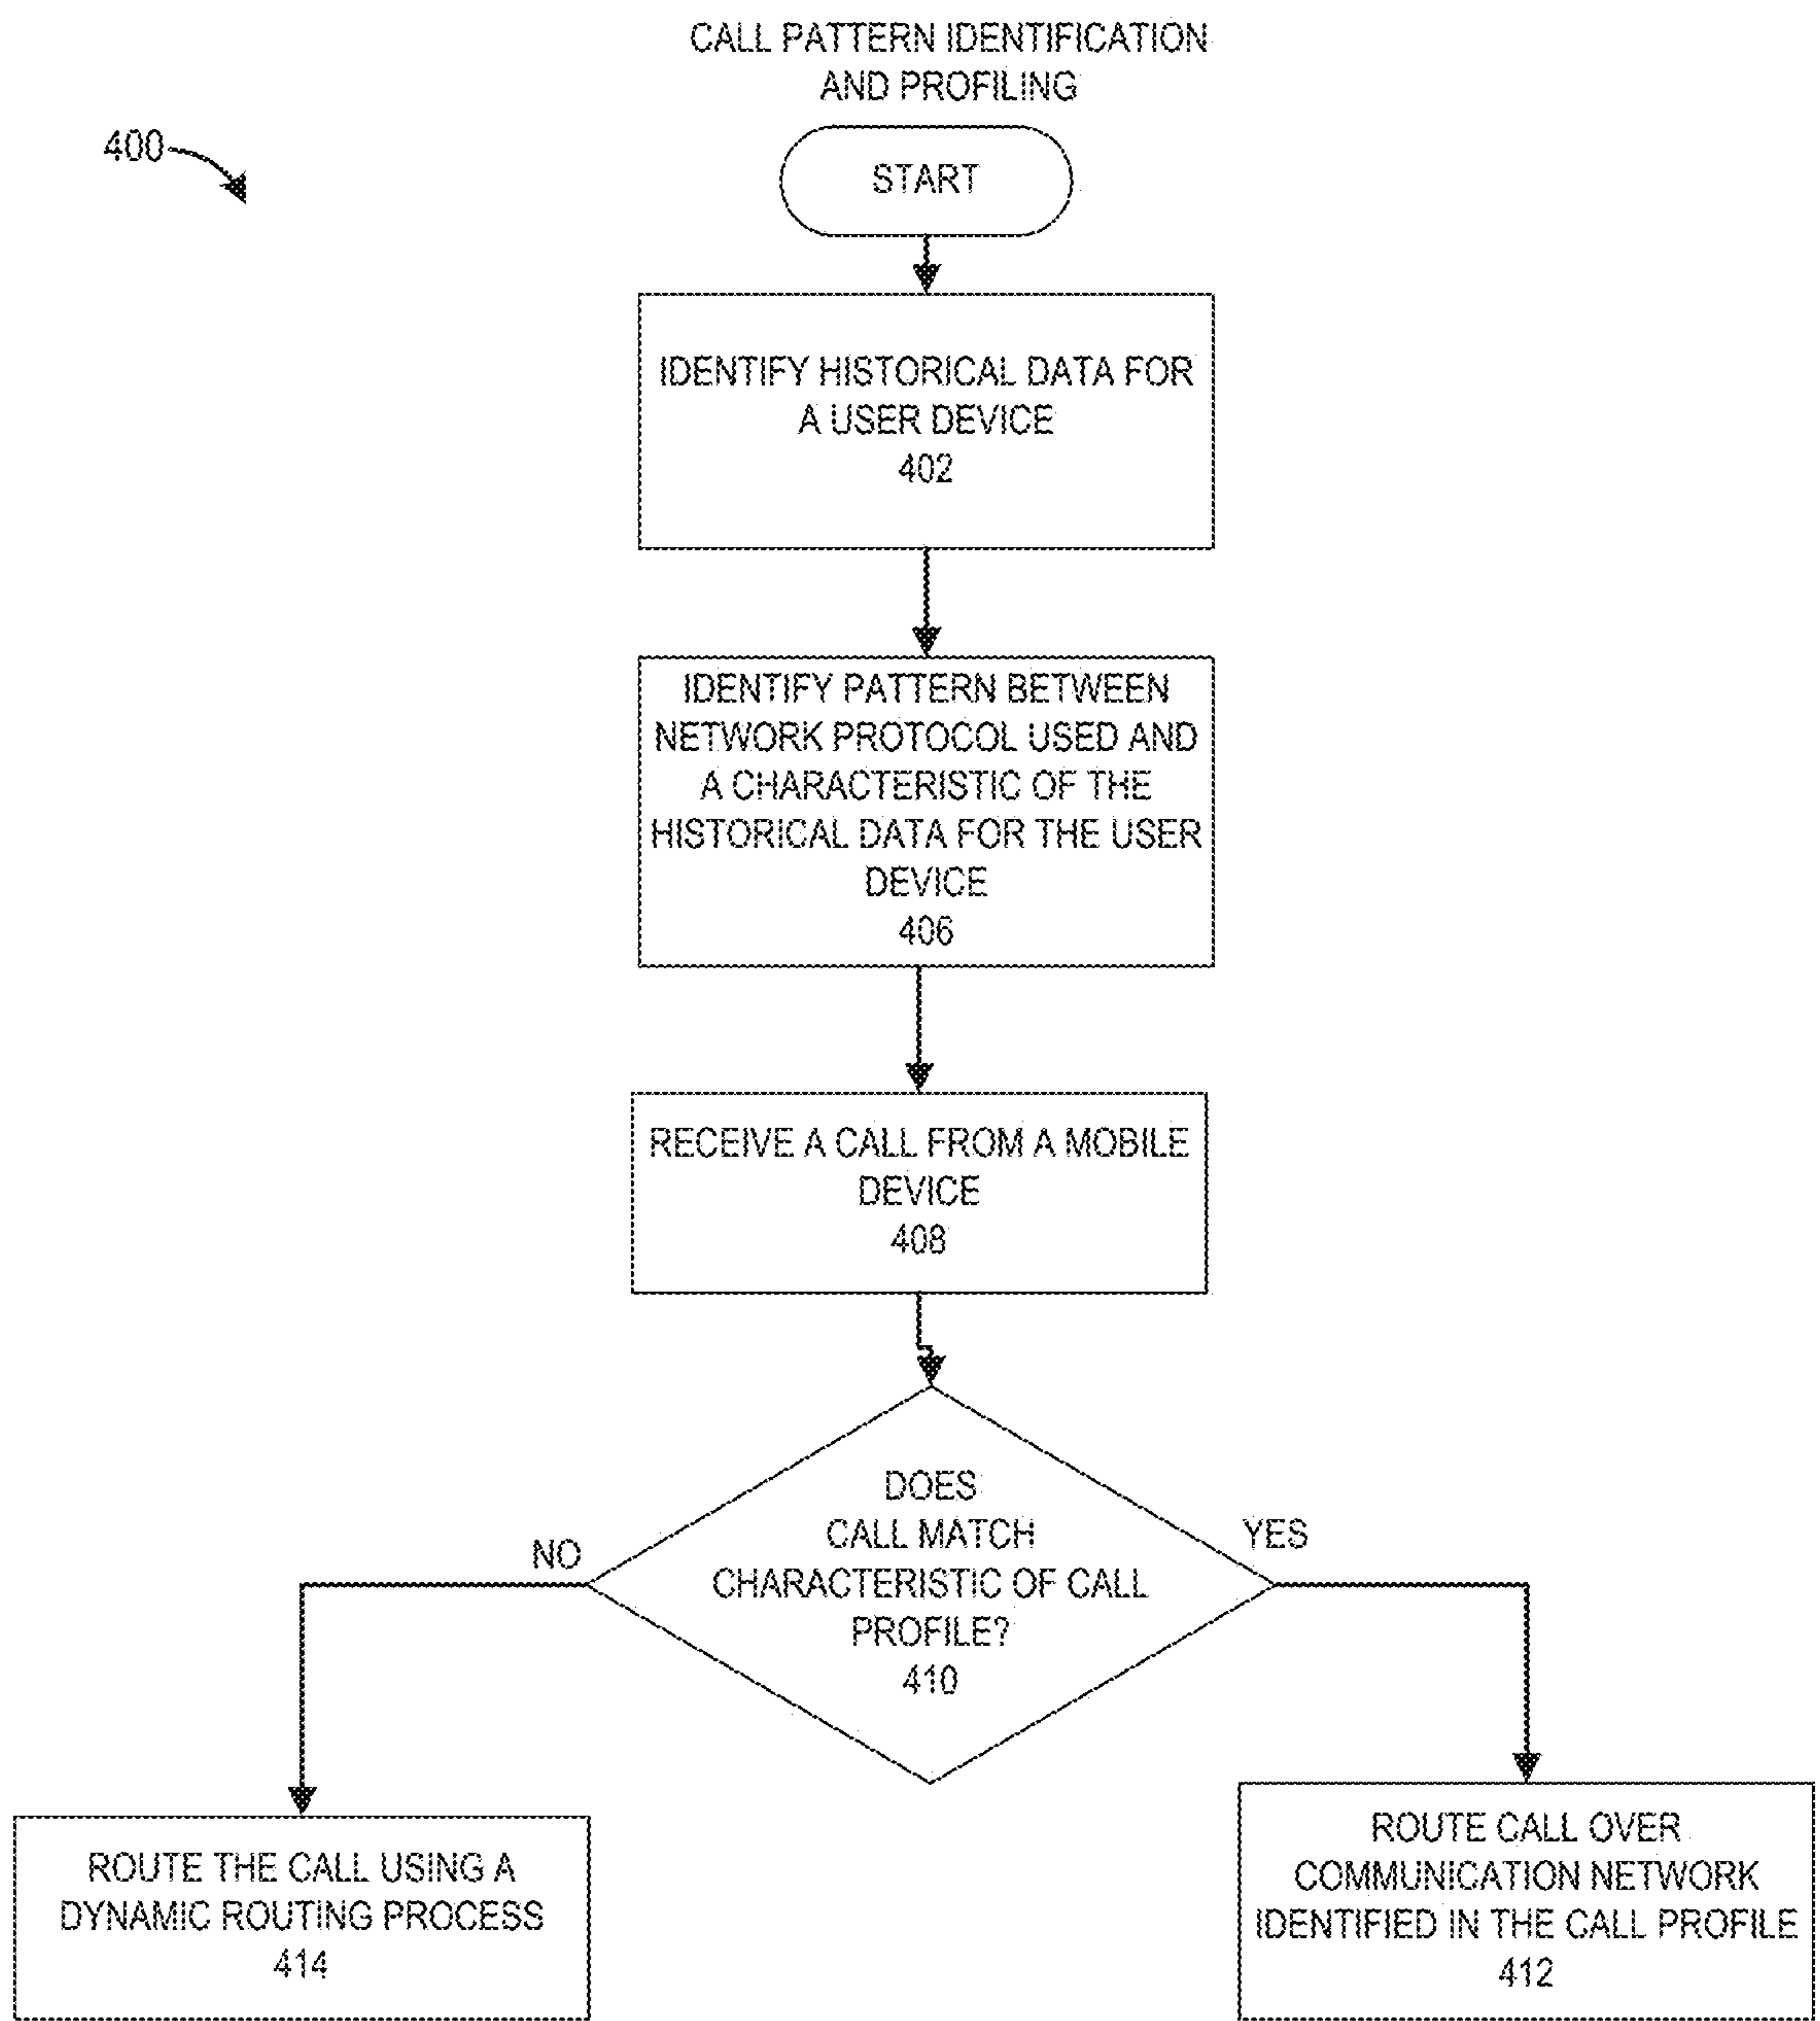 CALL PATTERN IDENTIFICATION
AND PROFILING
400
START
IDENTIFY HISTORICAL DATA FOR
A USER DEVICE
402
IDENTIFY PATTERN BETWEEN
NETWORK PROTOCOL USED AND
A CHARACTERISTIC OF THE
HISTORICAL DATA FOR THE USER
DEVICE
406
RECEIVE A CALL FROM A MOBILE
DEVICE
408
DOES
CALL MATCH
CHARACTERISTIC OF CALL
PROFILE?
410
NO
YES
ROUTE THE CALL USING A
DYNAMIC ROUTING PROCESS
414
ROUTE CALL OVER
COMMUNICATION NETWORK
IDENTIFIED IN THE CALL PROFILE
412